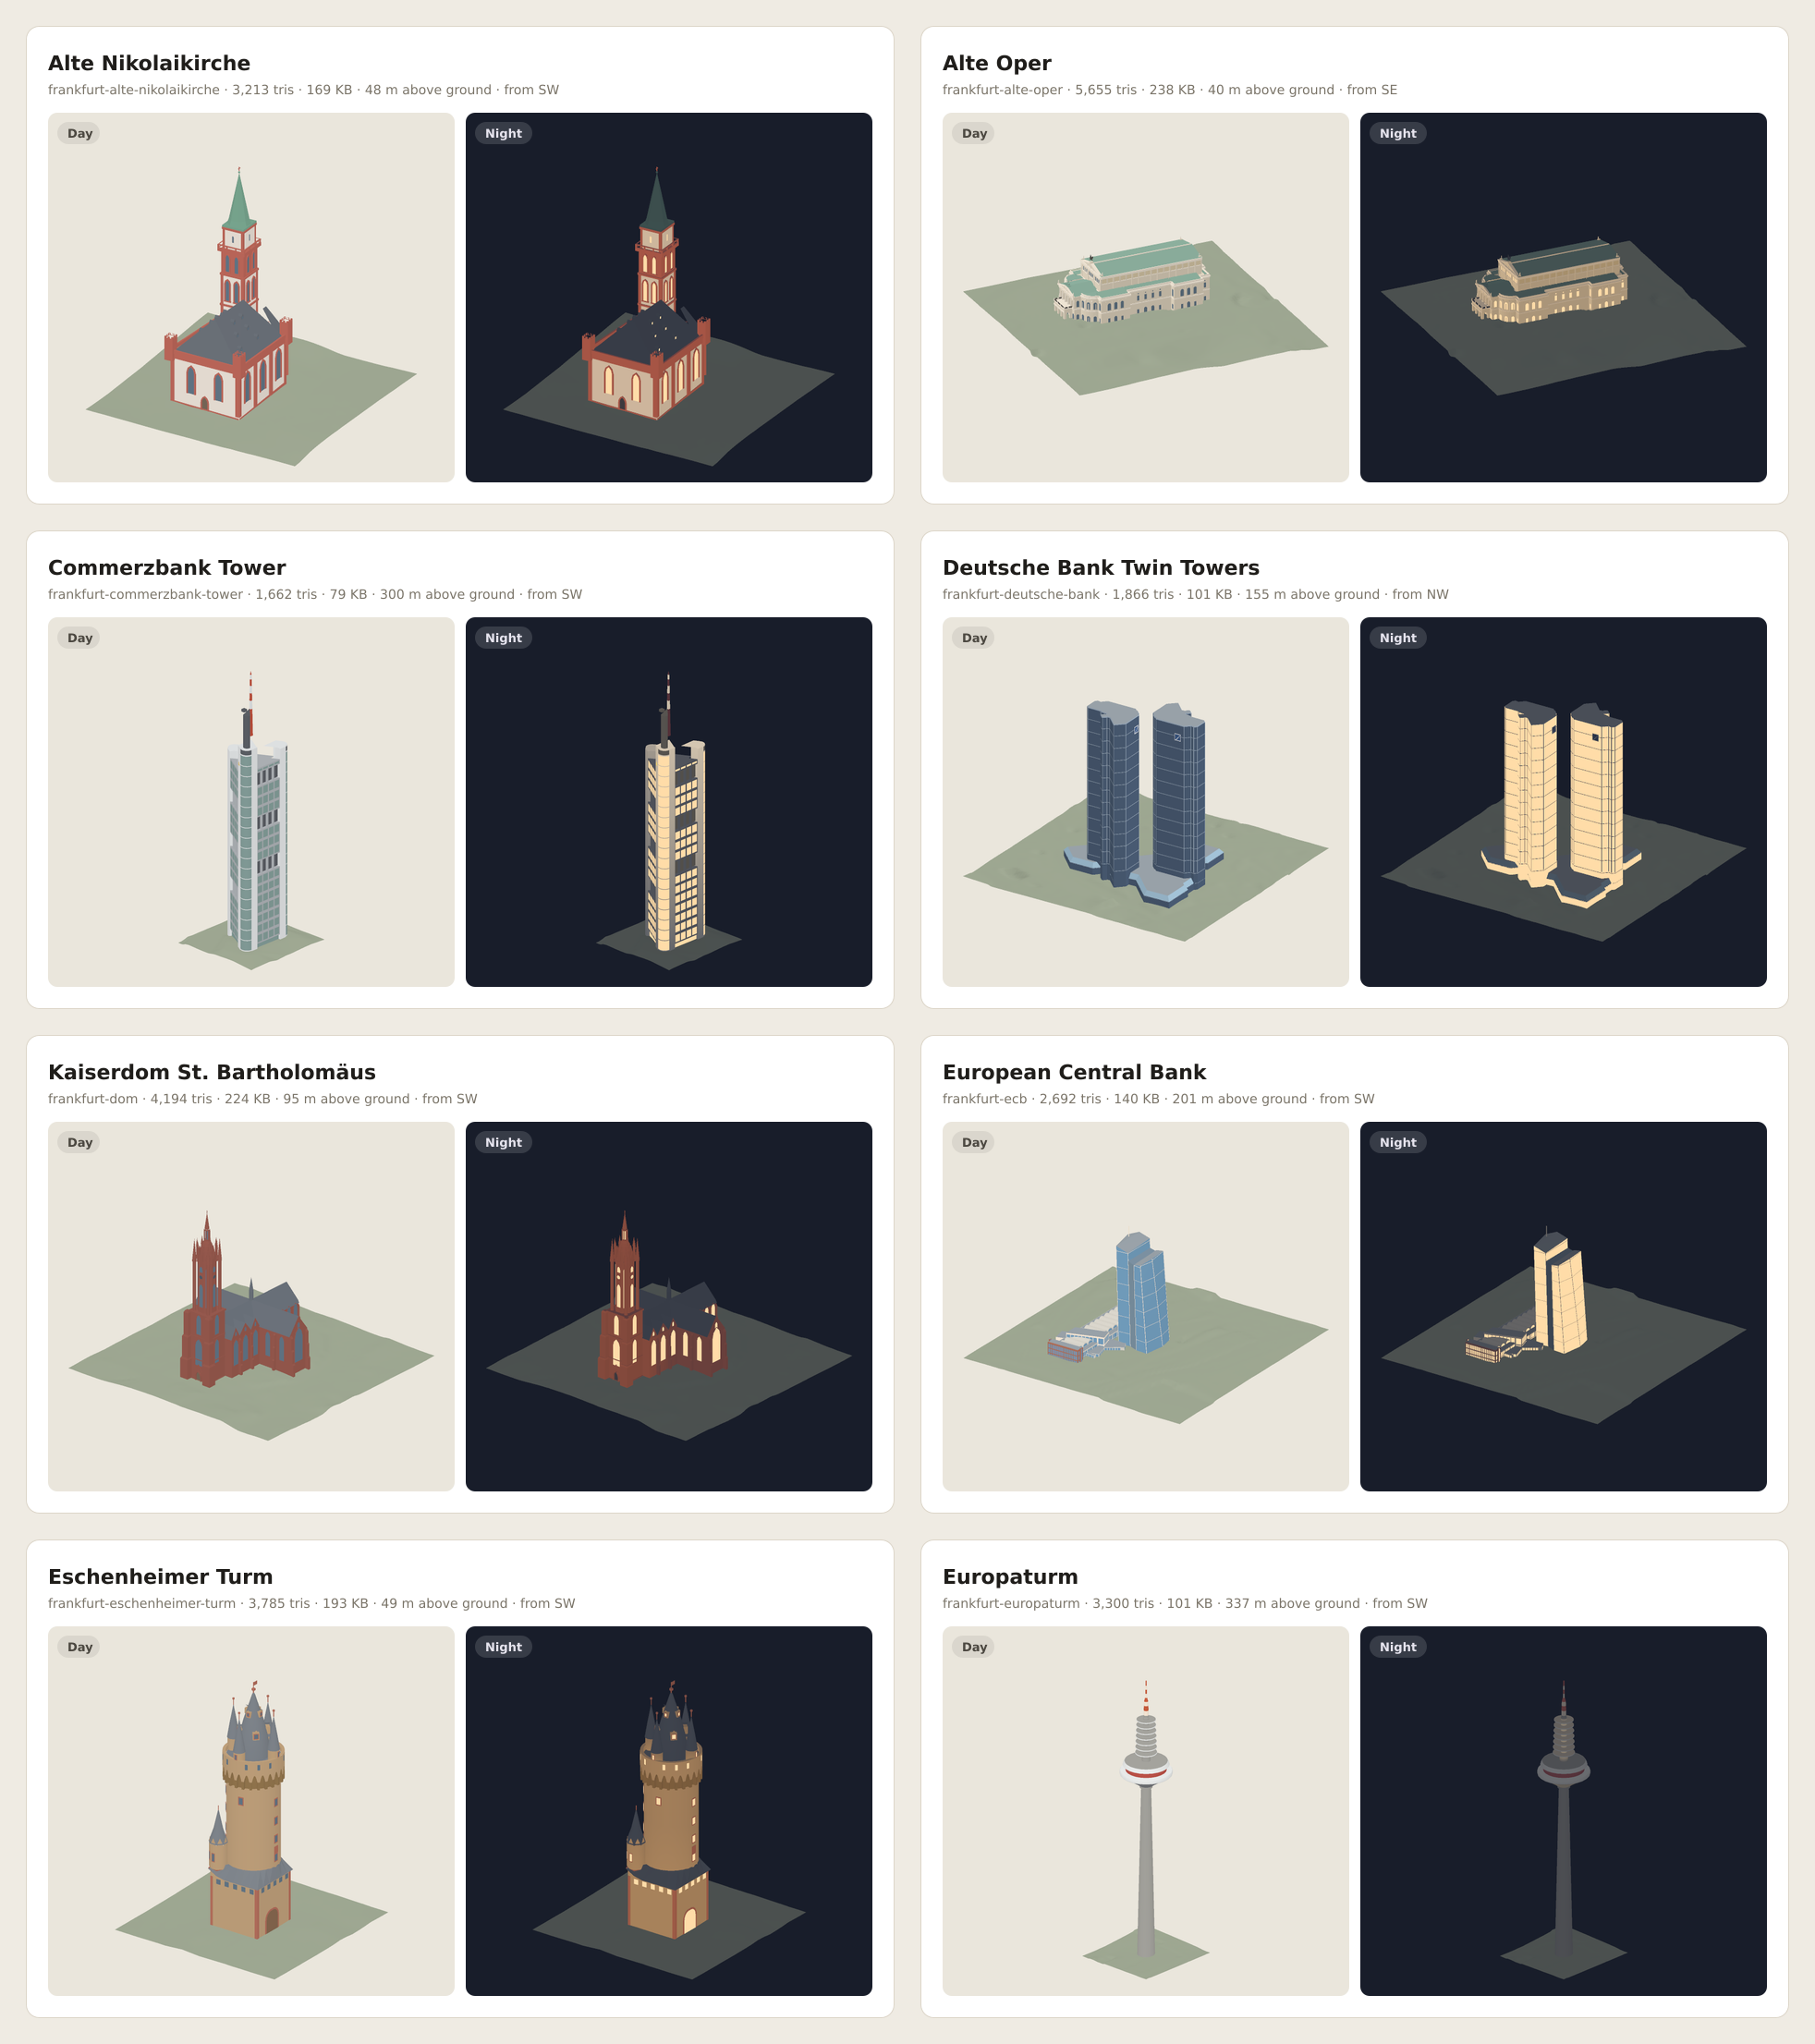 Alte Nikolaikirche
frankfurt-alte-nikolaikirche · 3,213 tris · 169 KB · 48 m above ground · from SW
Day
Night
Alte Oper
frankfurt-alte-oper · 5,655 tris · 238 KB · 40 m above ground · from SE
Day
Night
Commerzbank Tower
frankfurt-commerzbank-tower · 1,662 tris · 79 KB · 300 m above ground · from SW
Day
Night
Deutsche Bank Twin Towers
frankfurt-deutsche-bank · 1,866 tris · 101 KB · 155 m above ground · from NW
Day
Night
Kaiserdom St. Bartholomäus
frankfurt-dom · 4,194 tris · 224 KB · 95 m above ground · from SW
Day
Night
European Central Bank
frankfurt-ecb · 2,692 tris · 140 KB · 201 m above ground · from SW
Day
Night
Eschenheimer Turm
frankfurt-eschenheimer-turm · 3,785 tris · 193 KB · 49 m above ground · from SW
Day
Night
Europaturm
frankfurt-europaturm · 3,300 tris · 101 KB · 337 m above ground · from SW
Day
Night